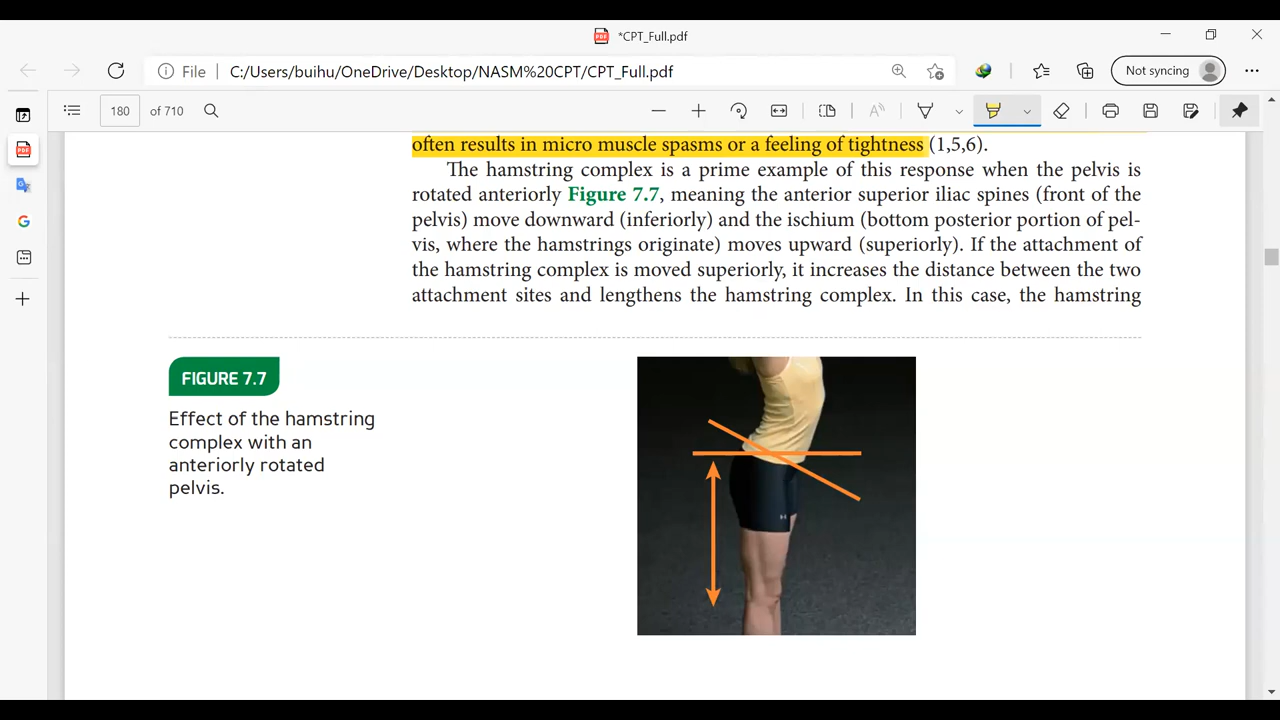 *CPT_Full.pdf
File C:/Users/buihu/OneDrive/Desktop/NASM%20CPT/CPT_Full.pdf Not syncing
180 of 710
often results in micro muscle spasms or a feeling of tightness (1,5,6).
The hamstring complex is a prime example of this response when the pelvis is
rotated anteriorly Figure 7.7, meaning the anterior superior iliac spines (front of the
pelvis) move downward (inferiorly) and the ischium (bottom posterior portion of pel-
vis, where the hamstrings originate) moves upward (superiorly). If the attachment of
the hamstring complex is moved superiorly, it increases the distance between the two
attachment sites and lengthens the hamstring complex. In this case, the hamstring
FIGURE 7.7
Effect of the hamstring
complex with an
anteriorly rotated
pelvis.